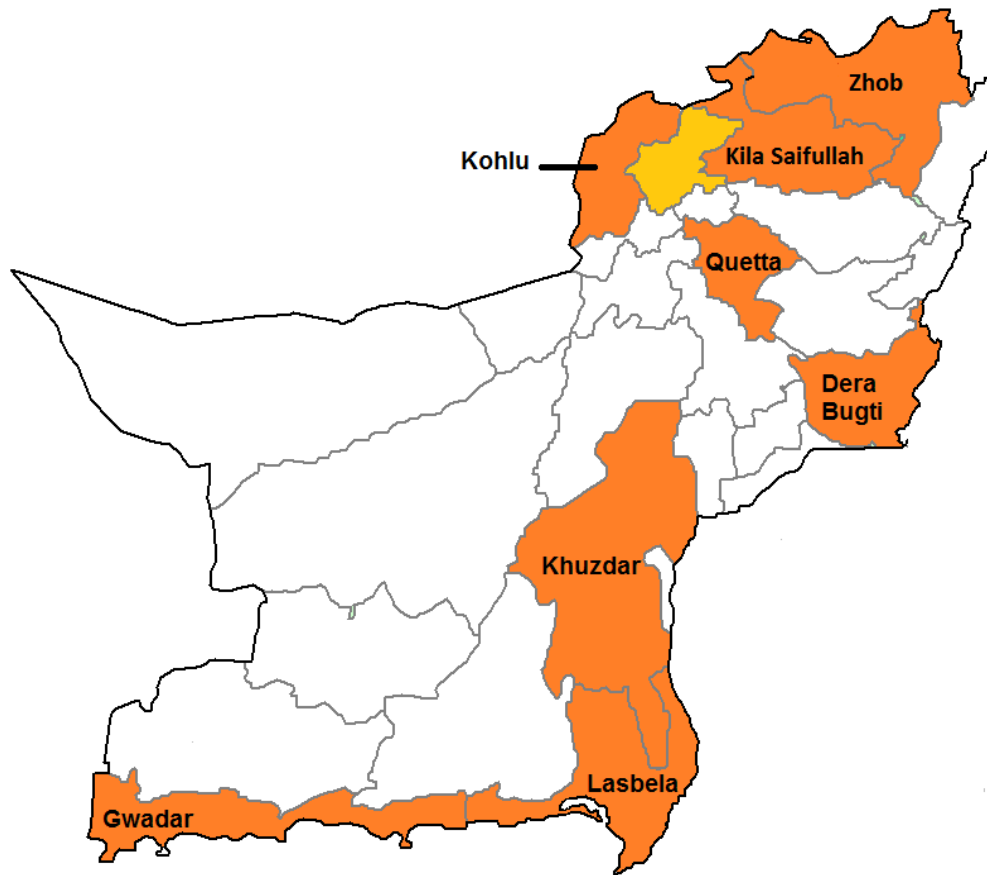 Zhob
Kohlu
Kila Saifullah
Quetta
Dera
Bugti
Khuzdar
Lasbela
Gwadar